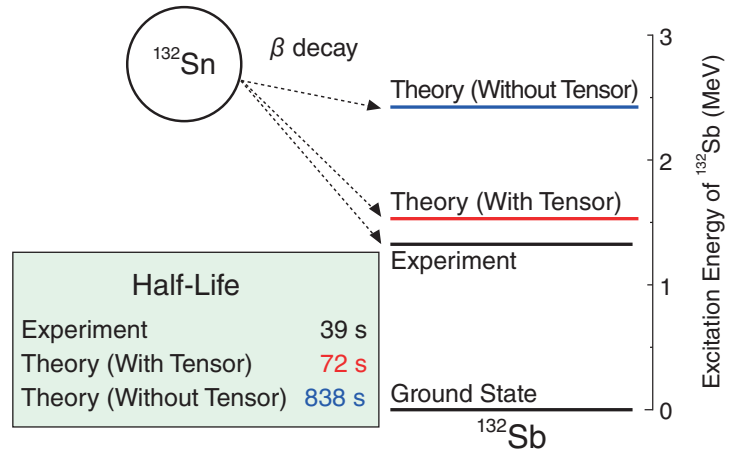 ¹³²Sn
β decay
Theory (Without Tensor)
Theory (With Tensor)
Experiment
Ground State
¹³²Sb
3
2
1
0
Excitation Energy of ¹³²Sb (MeV)
Half-Life
Experiment 39 s
Theory (With Tensor) 72 s
Theory (Without Tensor) 838 s